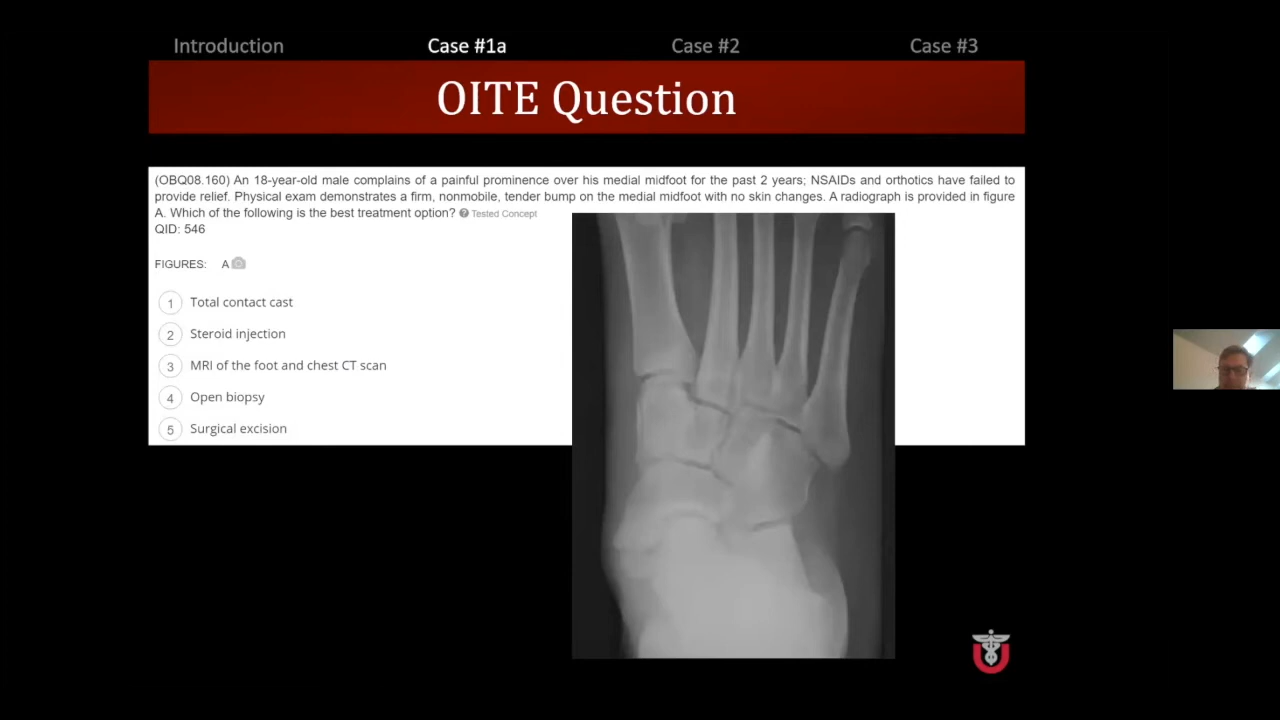 Introduction Case #1a Case #2 Case #3
OITE Question
(OBQ08.160) An 18-year-old male complains of a painful prominence over his medial midfoot for the past 2 years; NSAIDs and orthotics have failed to
provide relief. Physical exam demonstrates a firm, nonmobile, tender bump on the medial midfoot with no skin changes. A radiograph is provided in figure
A. Which of the following is the best treatment option? ? Tested Concept
QID: 546
FIGURES: A
1 Total contact cast
2 Steroid injection
3 MRI of the foot and chest CT scan
4 Open biopsy
5 Surgical excision
U